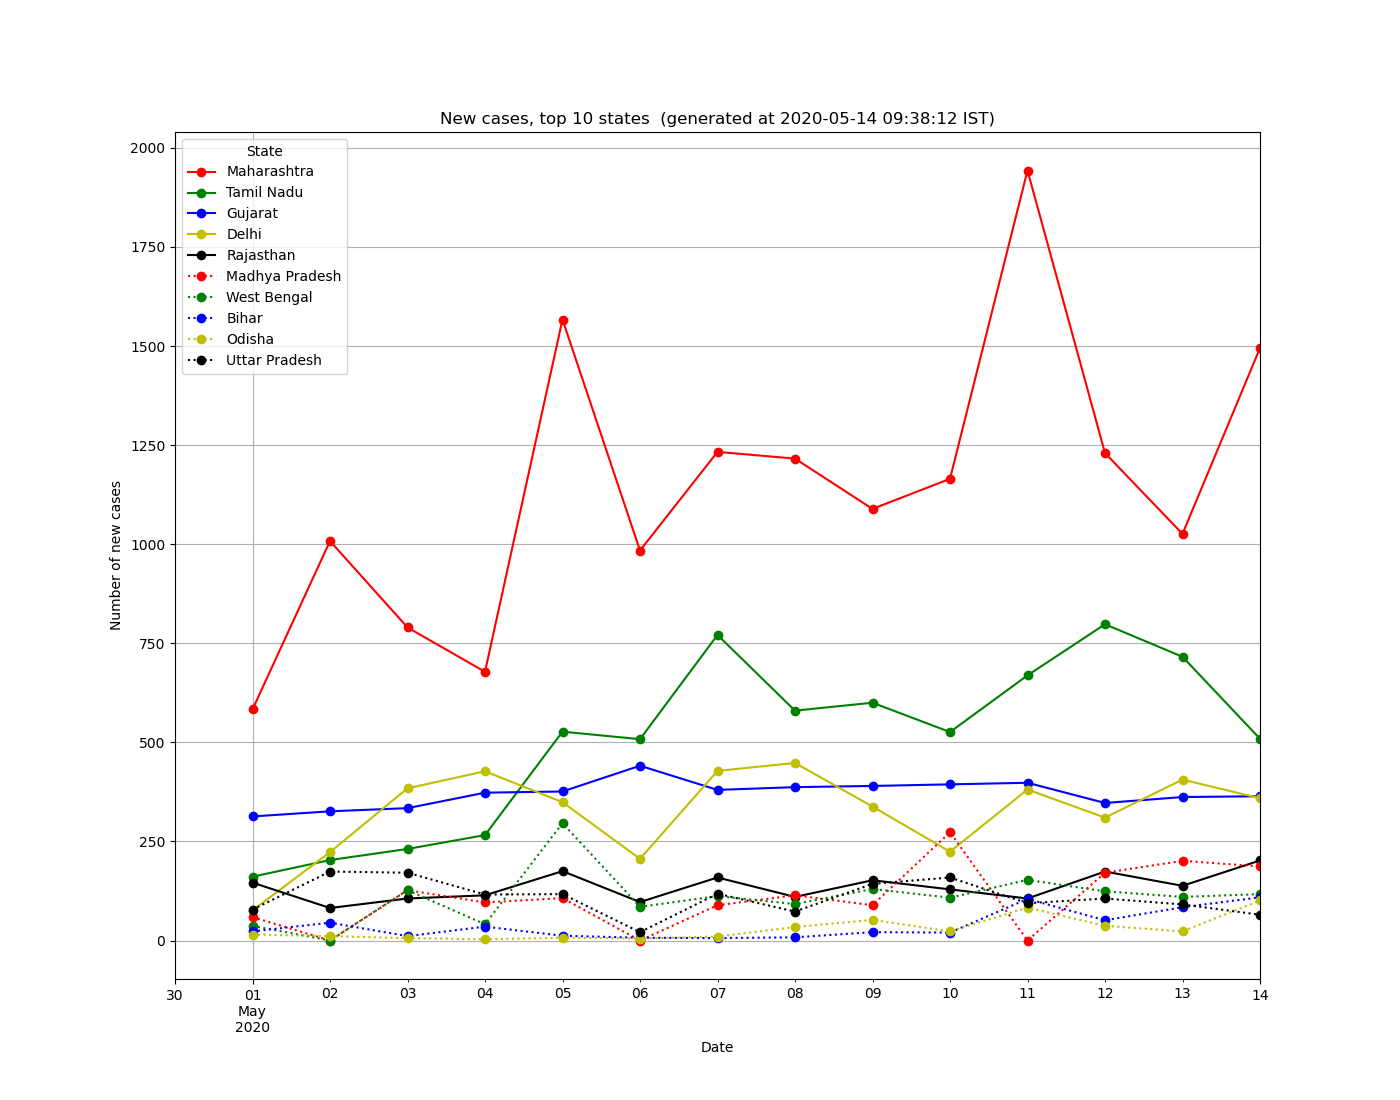 New cases, top 10 states  (generated at 2020-05-14 09:38:12 IST)
State
Maharashtra
Tamil Nadu
Gujarat
Delhi
Rajasthan
Madhya Pradesh
West Bengal
Bihar
Odisha
Uttar Pradesh
Number of new cases
2000
1750
1500
1250
1000
750
500
250
0
30 01 02 03 04 05 06 07 08 09 10 11 12 13 14
May
2020
Date